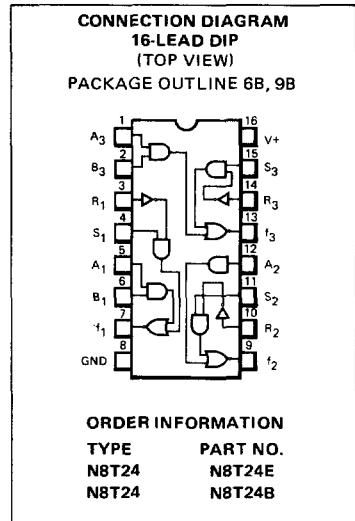 CONNECTION DIAGRAM
16-LEAD DIP
(TOP VIEW)
PACKAGE OUTLINE 6B, 9B
1 16
A3 V+
2 15
B3 S3
3 14
R1 R3
4 13
S1 f3
5 12
A1 A2
6 11
B1 S2
7 10
f1 R2
8 9
GND f2
ORDER INFORMATION
TYPE PART NO.
N8T24 N8T24E
N8T24 N8T24B